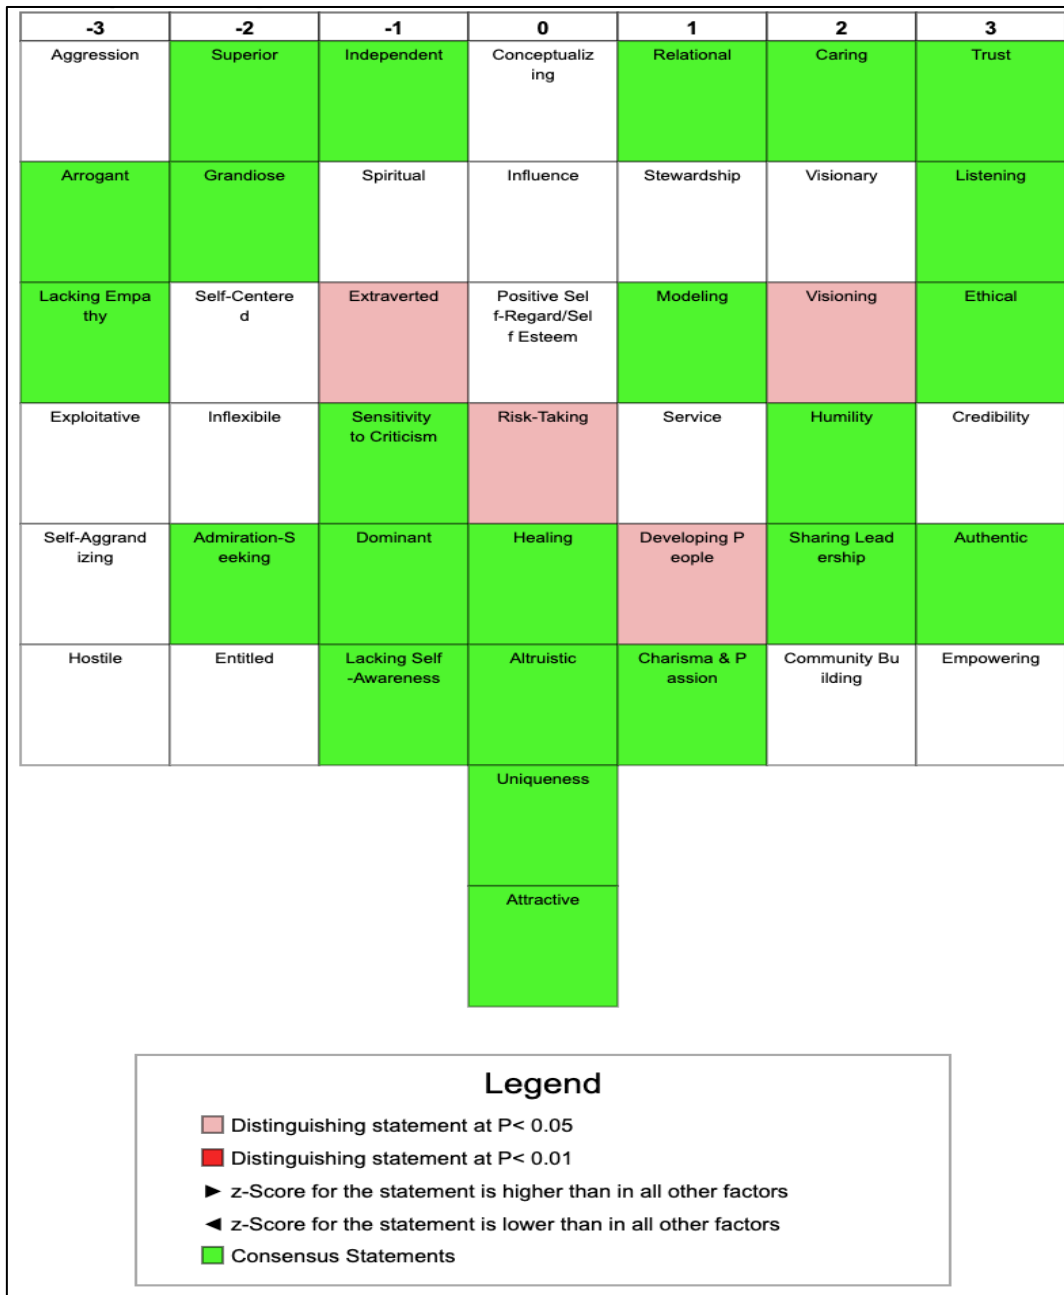 -3 -2 -1 0 1 2 3
Aggression Superior Independent Conceptualiz Relational Caring Trust
ing
Arrogant Grandiose Spiritual Influence Stewardship Visionary Listening
Lacking Empa Self-Centere Extraverted Positive Sel Modeling Visioning Ethical
thy d f-Regard/Sel
f Esteem
Exploitative Inflexibile Sensitivity Risk-Taking Service Humility Credibility
to Criticism
Self-Aggrand Admiration-S Dominant Healing Developing P Sharing Lead Authentic
izing eeking eople ership
Hostile Entitled Lacking Self Altruistic Charisma & P Community Bu Empowering
-Awareness assion ilding
Uniqueness
Attractive
Legend
Distinguishing statement at P< 0.05
Distinguishing statement at P< 0.01
► z-Score for the statement is higher than in all other factors
◄ z-Score for the statement is lower than in all other factors
Consensus Statements